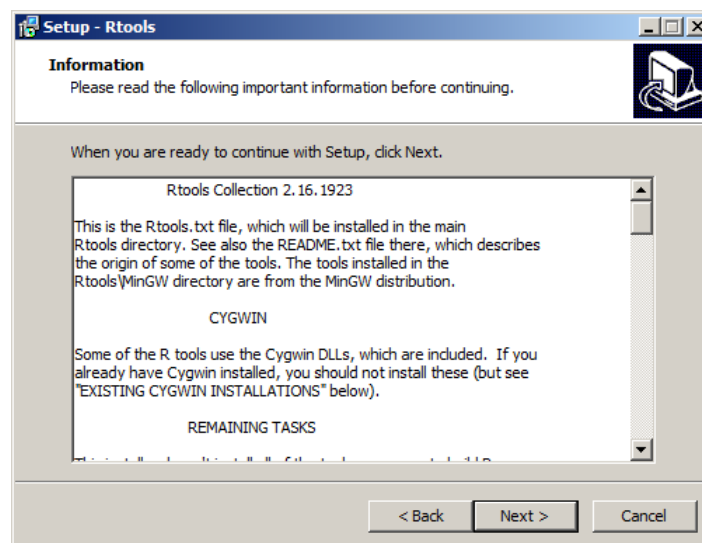 Setup - Rtools
Information
Please read the following important information before continuing.
When you are ready to continue with Setup, click Next.
Rtools Collection 2.16.1923
This is the Rtools.txt file, which will be installed in the main
Rtools directory. See also the README.txt file there, which describes
the origin of some of the tools. The tools installed in the
Rtools\MinGW directory are from the MinGW distribution.
CYGWIN
Some of the R tools use the Cygwin DLLs, which are included.  If you
already have Cygwin installed, you should not install these (but see
"EXISTING CYGWIN INSTALLATIONS" below).
REMAINING TASKS
< Back
Next >
Cancel